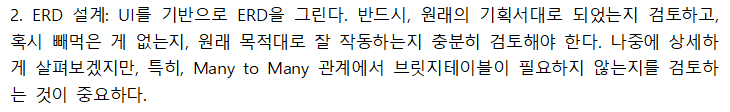 2. ERD 설계: UI를 기반으로 ERD을 그린다. 반드시, 원래의 기획서대로 되었는지 검토하고,
혹시 빼먹은 게 없는지, 원래 목적대로 잘 작동하는지 충분히 검토해야 한다. 나중에 상세하
게 살펴보겠지만, 특히, Many to Many 관계에서 브릿지테이블이 필요하지 않는지를 검토하
는 것이 중요하다.